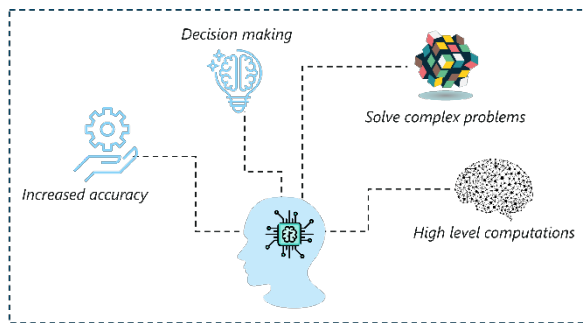 Decision making
Solve complex problems
Increased accuracy
High level computations